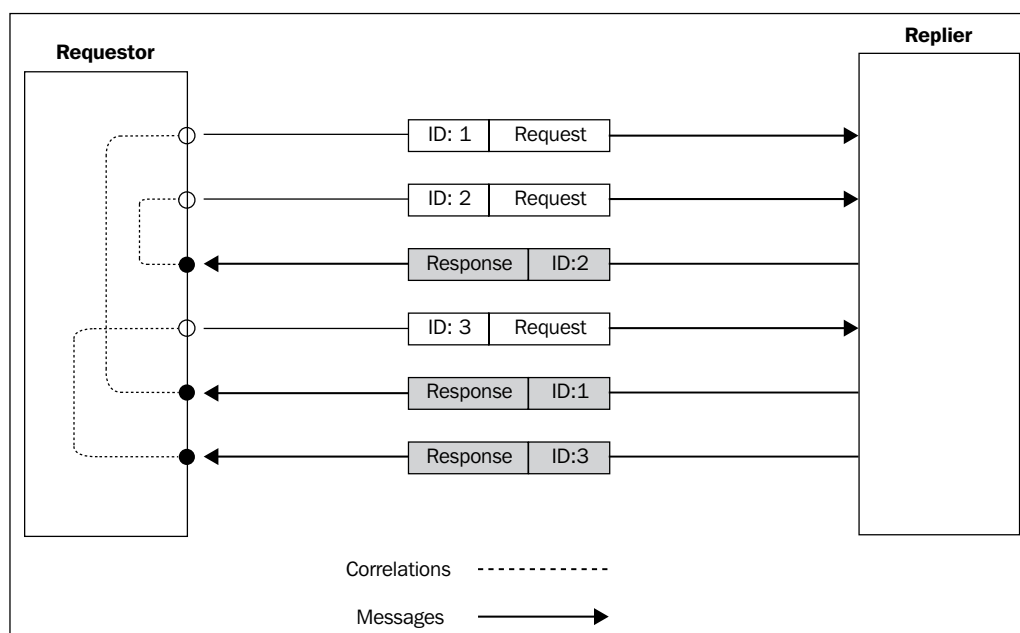 Requestor
Replier
ID: 1 Request
ID: 2 Request
Response ID:2
ID: 3 Request
Response ID:1
Response ID:3
Correlations
Messages